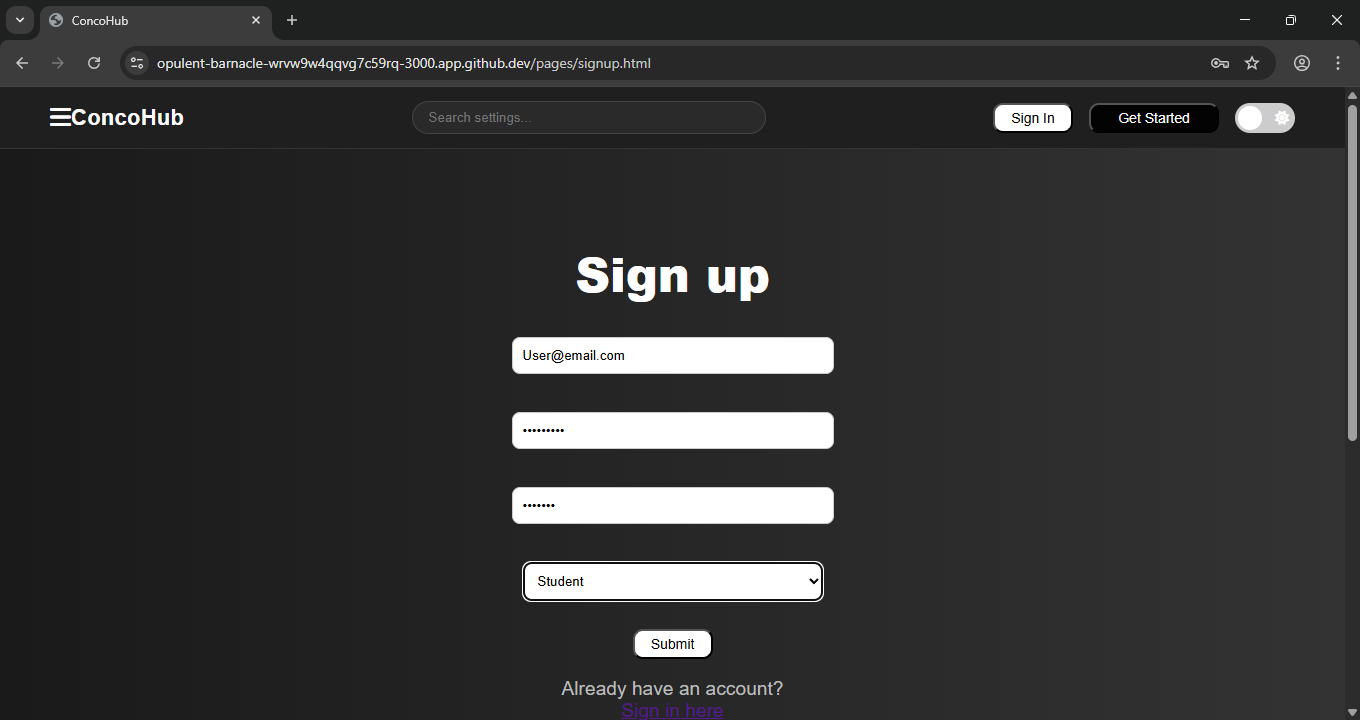 ConcoHub
opulent-barnacle-wrvw9w4qqvg7c59rq-3000.app.github.dev/pages/signup.html
ConcoHub
Search settings...
Sign In
Get Started
Sign up
User@email.com
•••••••••
•••••••
Student
Submit
Already have an account?
Sign in here